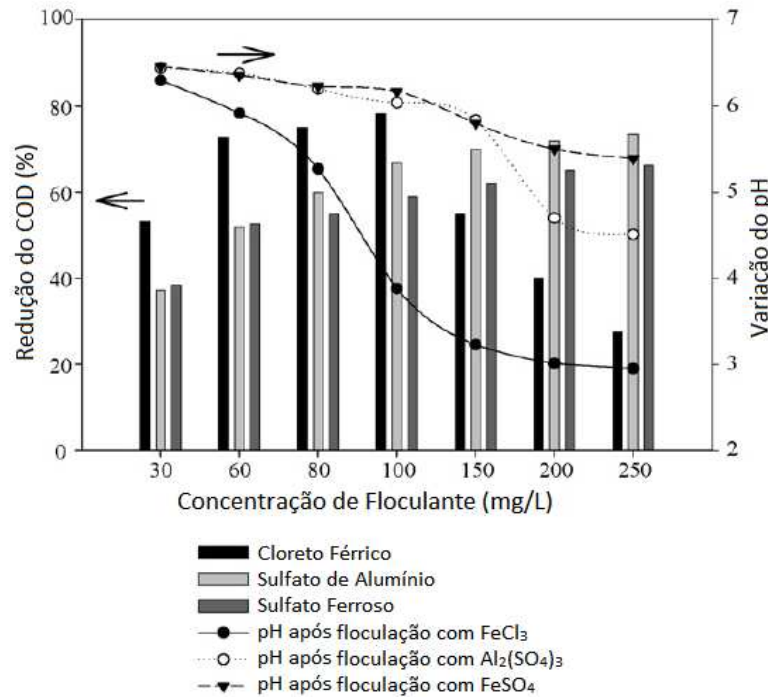 100
80
60
40
20
0
Redução do COD (%)
7
6
5
4
3
2
Variação do pH
30 60 80 100 150 200 250
Concentração de Floculante (mg/L)
Cloreto Férrico
Sulfato de Alumínio
Sulfato Ferroso
pH após floculação com FeCl₃
pH após floculação com Al₂(SO₄)₃
pH após floculação com FeSO₄